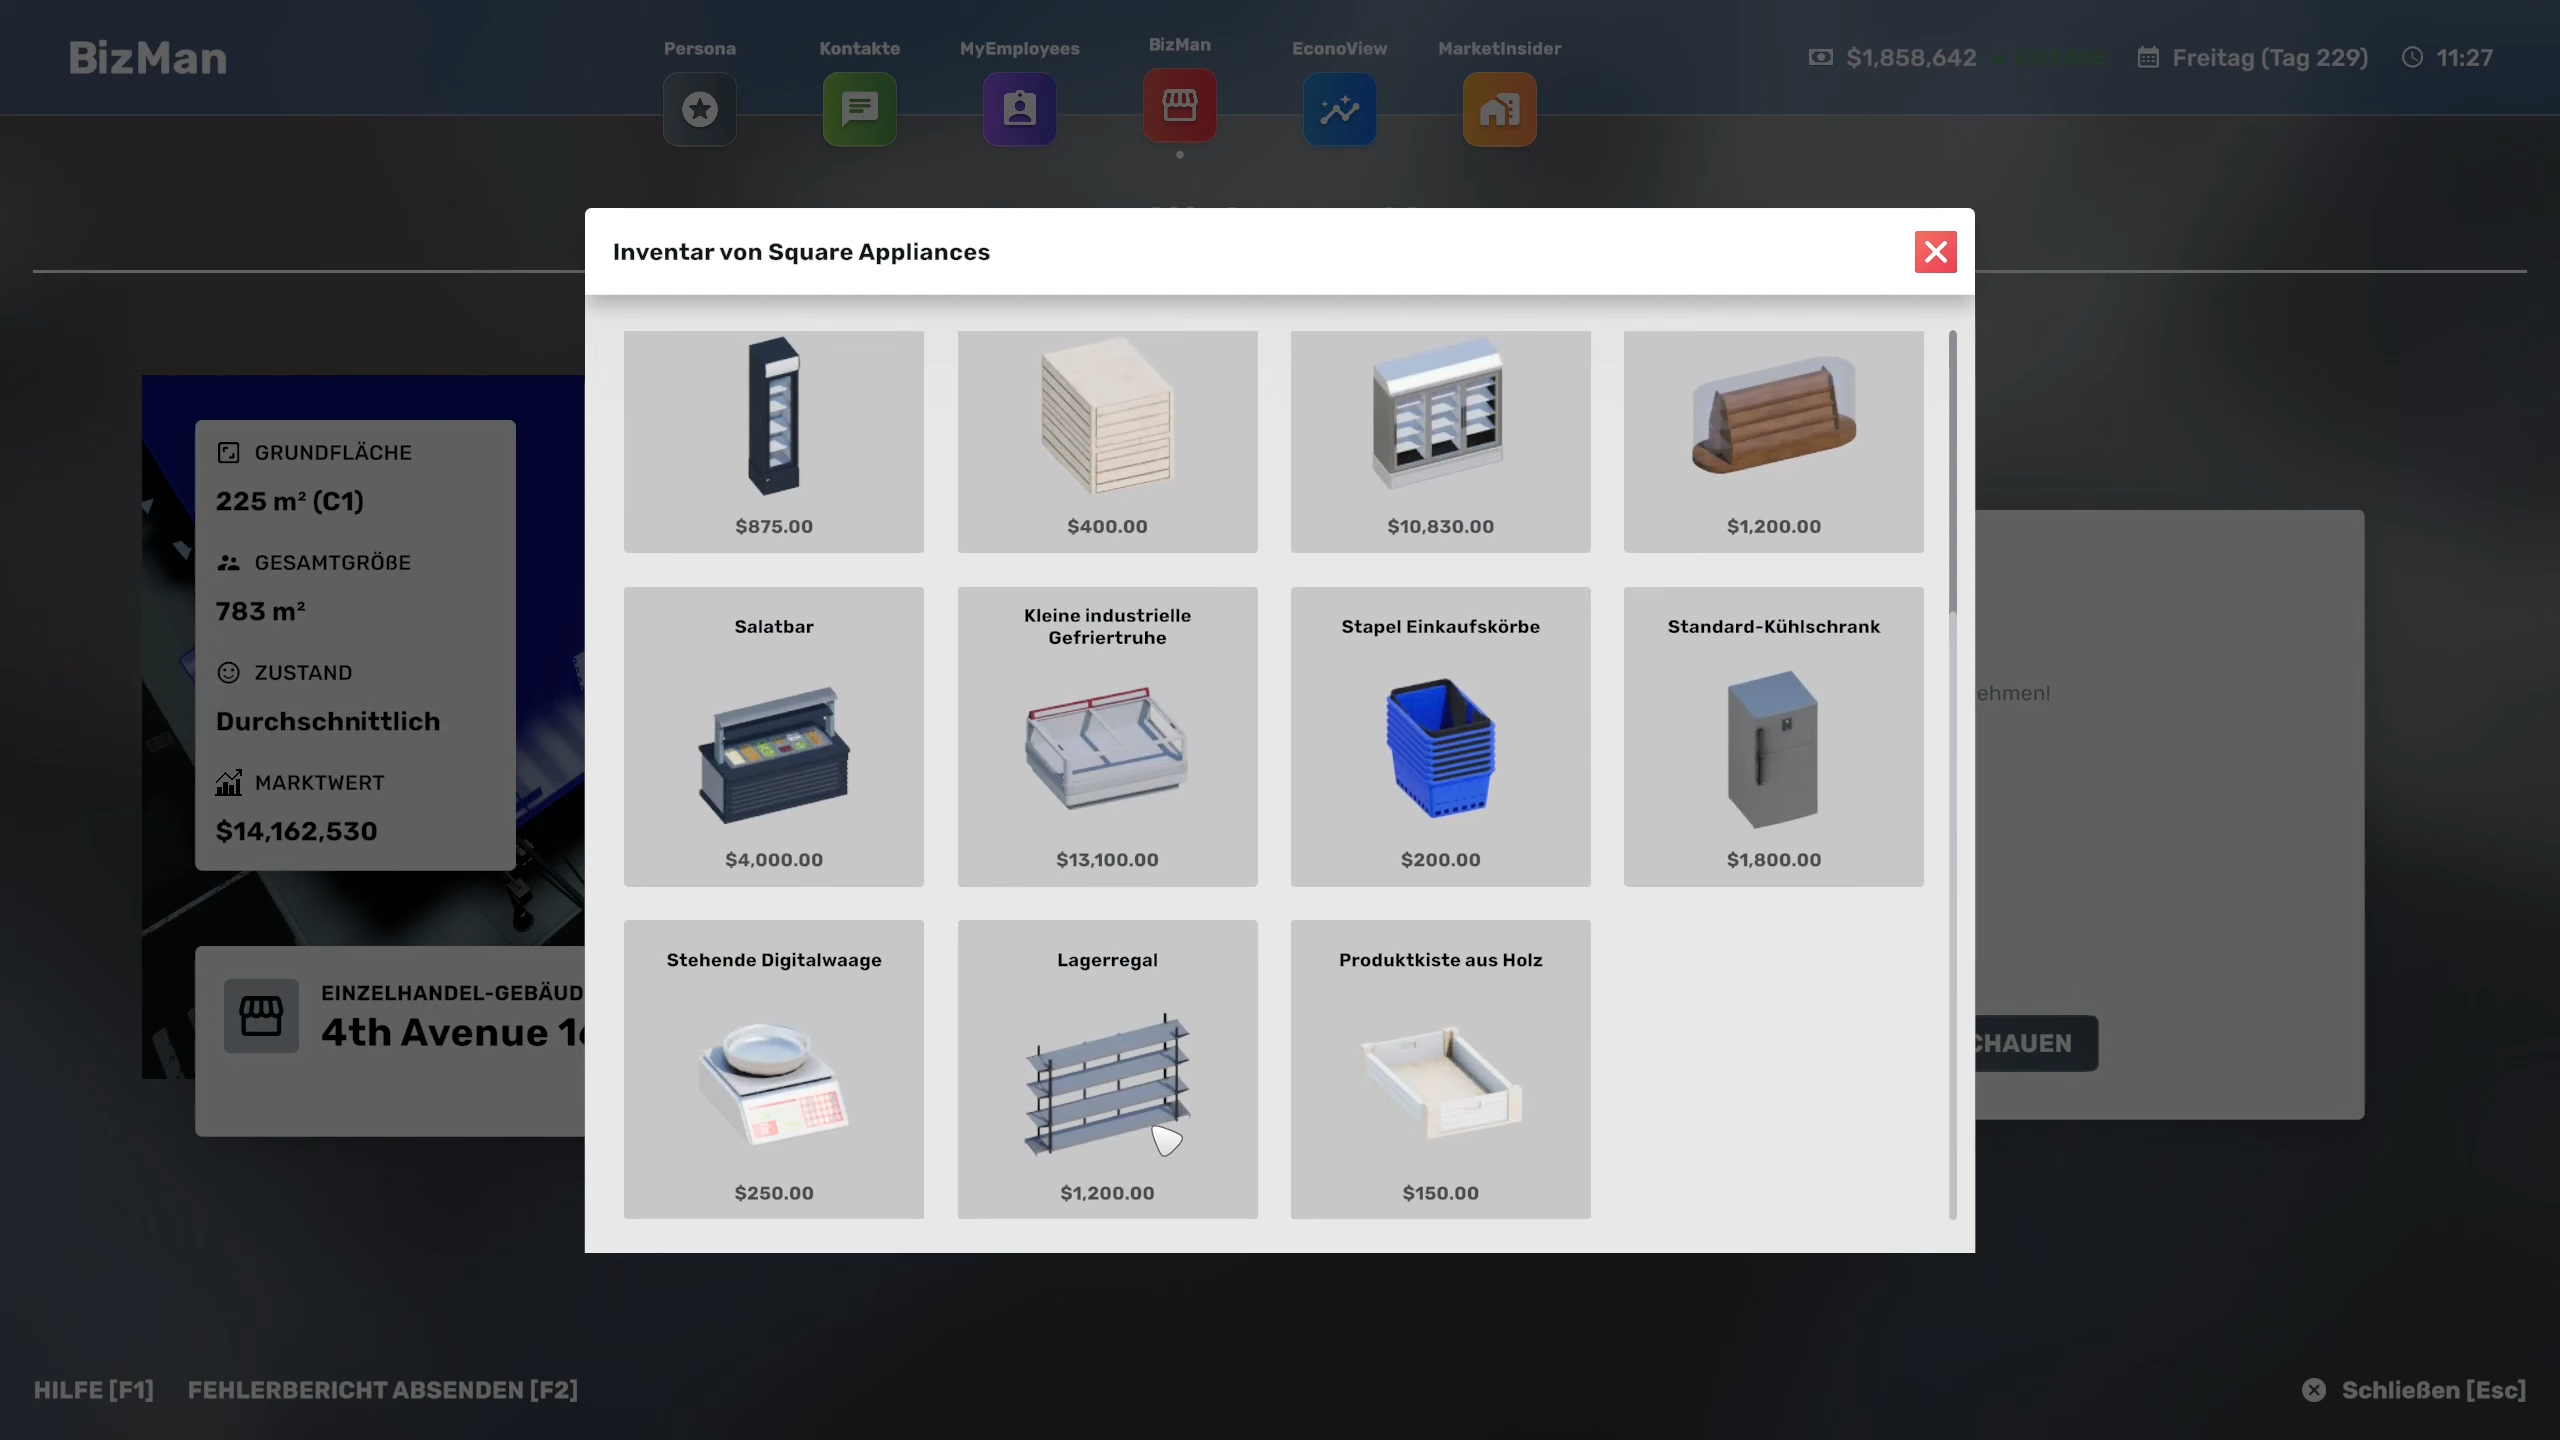 BizMan
Persona
Kontakte
MyEmployees
BizMan
EconoView
MarketInsider
$1,858,642
Freitag (Tag 229)
11:27
Inventar von Square Appliances
GRUNDFLÄCHE
225 m² (C1)
GESAMTGRÖßE
783 m²
ZUSTAND
Durchschnittlich
MARKTWERT
$14,162,530
EINZELHANDEL-GEBÄUD
4th Avenue
$875.00
$400.00
$10,830.00
$1,200.00
Salatbar
$4,000.00
Kleine industrielle
Gefriertruhe
$13,100.00
Stapel Einkaufskörbe
$200.00
Standard-Kühlschrank
$1,800.00
Stehende Digitalwaage
$250.00
Lagerregal
$1,200.00
Produktkiste aus Holz
$150.00
ehmen!
CHAUEN
HILFE [F1]
FEHLERBERICHT ABSENDEN [F2]
Schließen [Esc]